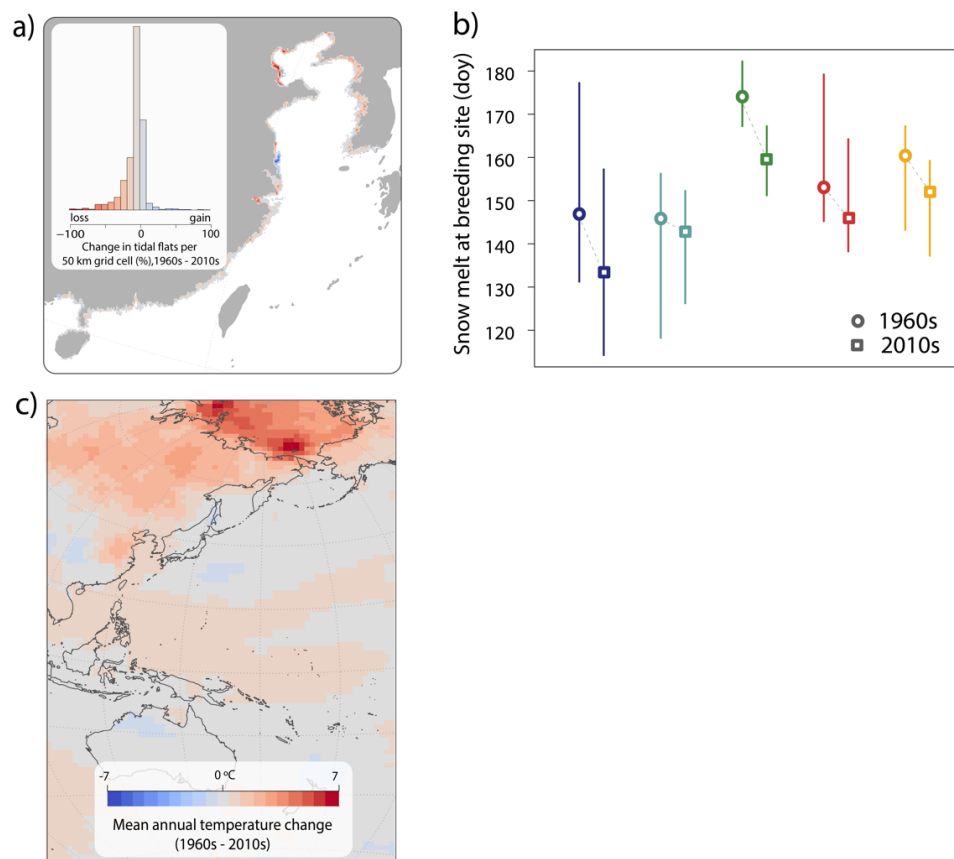 a)
loss
gain
−100
0
100
Change in tidal flats per
50 km grid cell (%),1960s - 2010s
b)
Snow melt at breeding site (doy)
180
170
160
150
140
130
120
1960s
2010s
c)
-7
0 ºC
7
Mean annual temperature change
(1960s - 2010s)